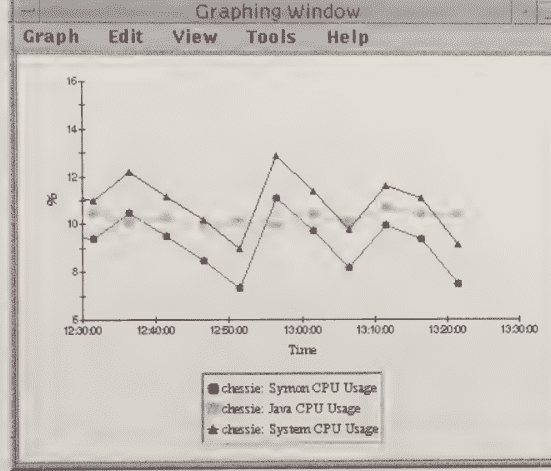 Graphing Window
Graph Edit View Tools Help
16
14
%
12
10
8
6
12:30:00 12:40:00 12:50:00 13:00:00 13:10:00 13:20:00 13:30:00
Time
chessie: Symon CPU Usage
chessie: Java CPU Usage
chessie: System CPU Usage